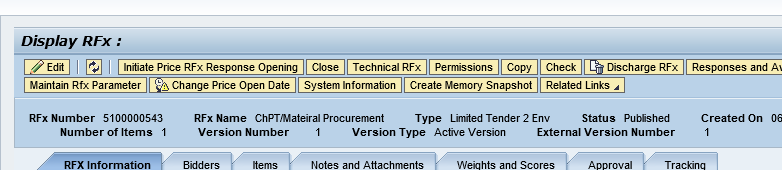 Display RFx :
Edit Initiate Price RFx Response Opening Close Technical RFx Permissions Copy Check Discharge RFx Responses and Aw
Maintain Rfx Parameter Change Price Open Date System Information Create Memory Snapshot Related Links
RFx Number 5100000543 RFx Name ChPT/Mateiral Procurement Type Limited Tender 2 Env Status Published Created On 06
Number of Items 1 Version Number 1 Version Type Active Version External Version Number 1
RFX Information Bidders Items Notes and Attachments Weights and Scores Approval Tracking